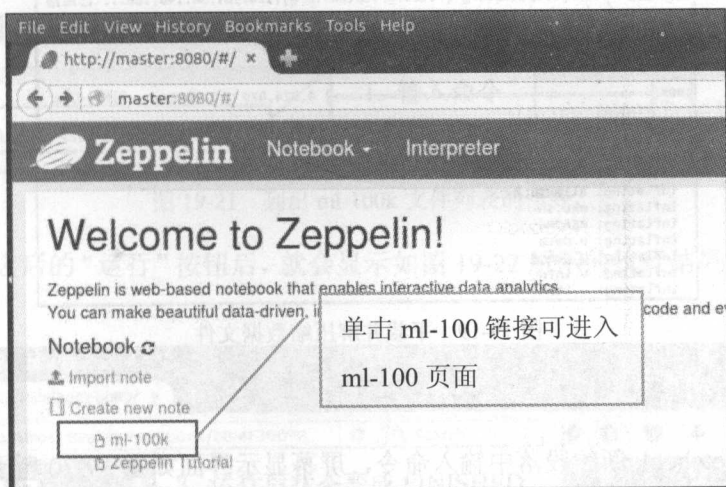 File Edit View History Bookmarks Tools Help
http://master:8080/#/ ×
master:8080/#/
Zeppelin Notebook Interpreter
Welcome to Zeppelin!
Zeppelin is web-based notebook that enables interactive data analytics.
You can make beautiful data-driven, code and ev
单击 ml-100 链接可进入
ml-100 页面
Notebook
Import note
Create new note
ml-100k
Zeppelin Tutorial